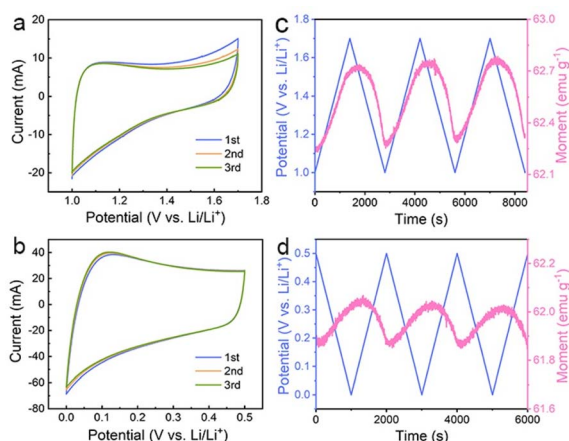 a
20
10
0
-10
-20
Current (mA)
1st
2nd
3rd
1.0
1.2
1.4
1.6
1.8
Potential (V vs. Li/Li⁺)
c
1.8
1.6
1.4
1.2
1.0
0.8
Potential (V vs. Li/Li⁺)
63.0
62.7
62.4
62.1
Moment (emu g⁻¹)
0
2000
4000
6000
8000
Time (s)
b
60
40
20
0
-20
-40
-60
-80
Current (mA)
1st
2nd
3rd
0.0
0.1
0.2
0.3
0.4
0.5
Potential (V vs. Li/Li⁺)
d
0.5
0.4
0.3
0.2
0.1
0.0
Potential (V vs. Li/Li⁺)
62.2
62.0
61.8
61.6
Moment (emu g⁻¹)
0
2000
4000
6000
Time (s)